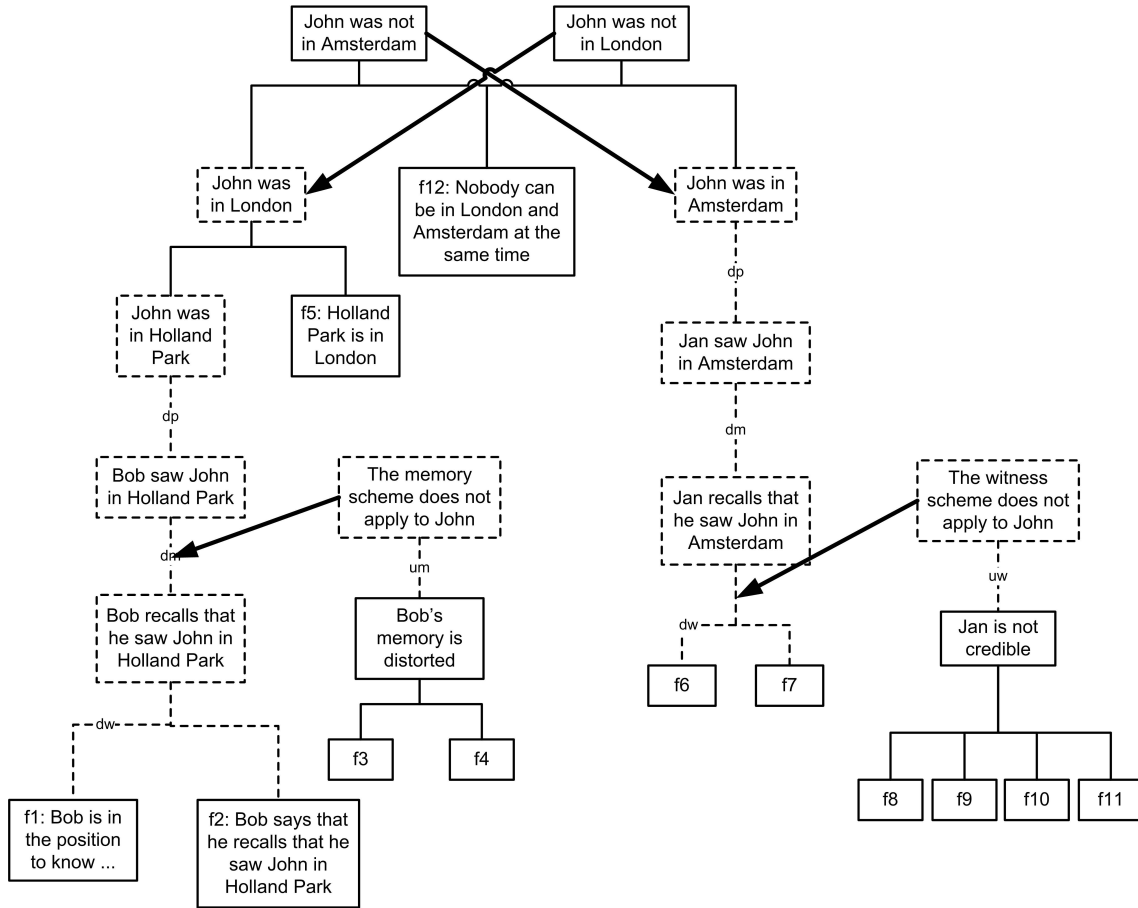 John was not
in Amsterdam
John was not
in London
John was
in London
f12: Nobody can
be in London and
Amsterdam at the
same time
John was in
Amsterdam
dp
John was
in Holland
Park
f5: Holland
Park is in
London
Jan saw John
in Amsterdam
dp
dm
Bob saw John
in Holland Park
The memory
scheme does not
apply to John
Jan recalls that
he saw John in
Amsterdam
The witness
scheme does not
apply to John
dm
um
uw
Bob recalls that
he saw John in
Holland Park
Bob's
memory is
distorted
dw
Jan is not
credible
f6
f7
dw
f3
f4
f8
f9
f10
f11
f1: Bob is in
the position
to know ...
f2: Bob says that
he recalls that he
saw John in
Holland Park